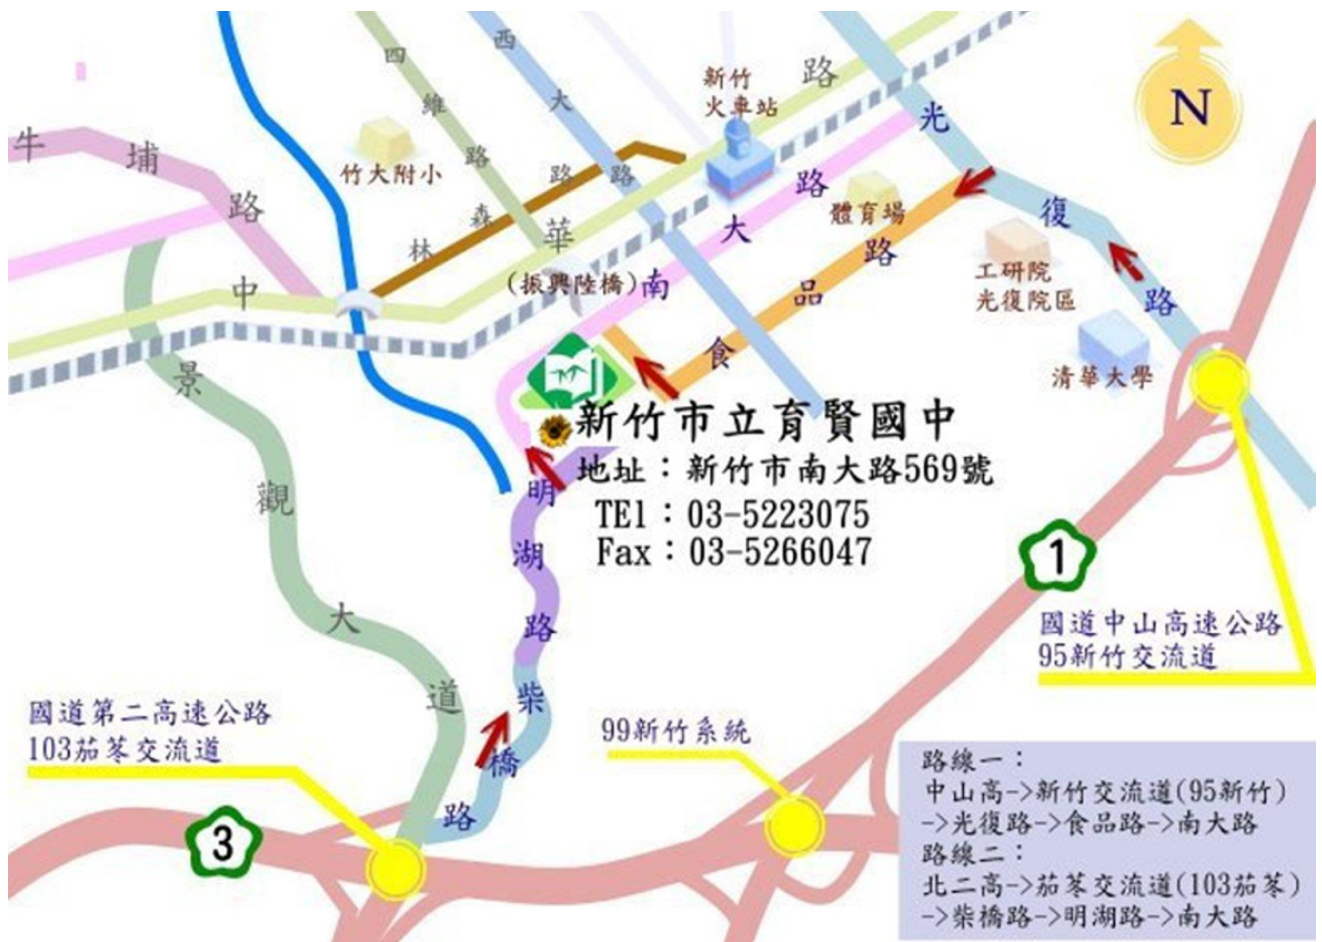 四維路
西大路
新竹
火車站
路
N
光
牛埔路
竹大附小
林森路
華
中
(振興陸橋)
南大路
體育場
食品路
復
路
工研院
光復院區
清華大學
景觀大道
新竹市立育賢國中
地址：新竹市南大路569號
TEl：03-5223075
Fax：03-5266047
明湖路
柴橋路
1
國道中山高速公路
95新竹交流道
國道第二高速公路
103茄苳交流道
99新竹系統
3
路線一：
中山高->新竹交流道(95新竹)
->光復路->食品路->南大路
路線二：
北二高->茄苳交流道(103茄苳)
->柴橋路->明湖路->南大路